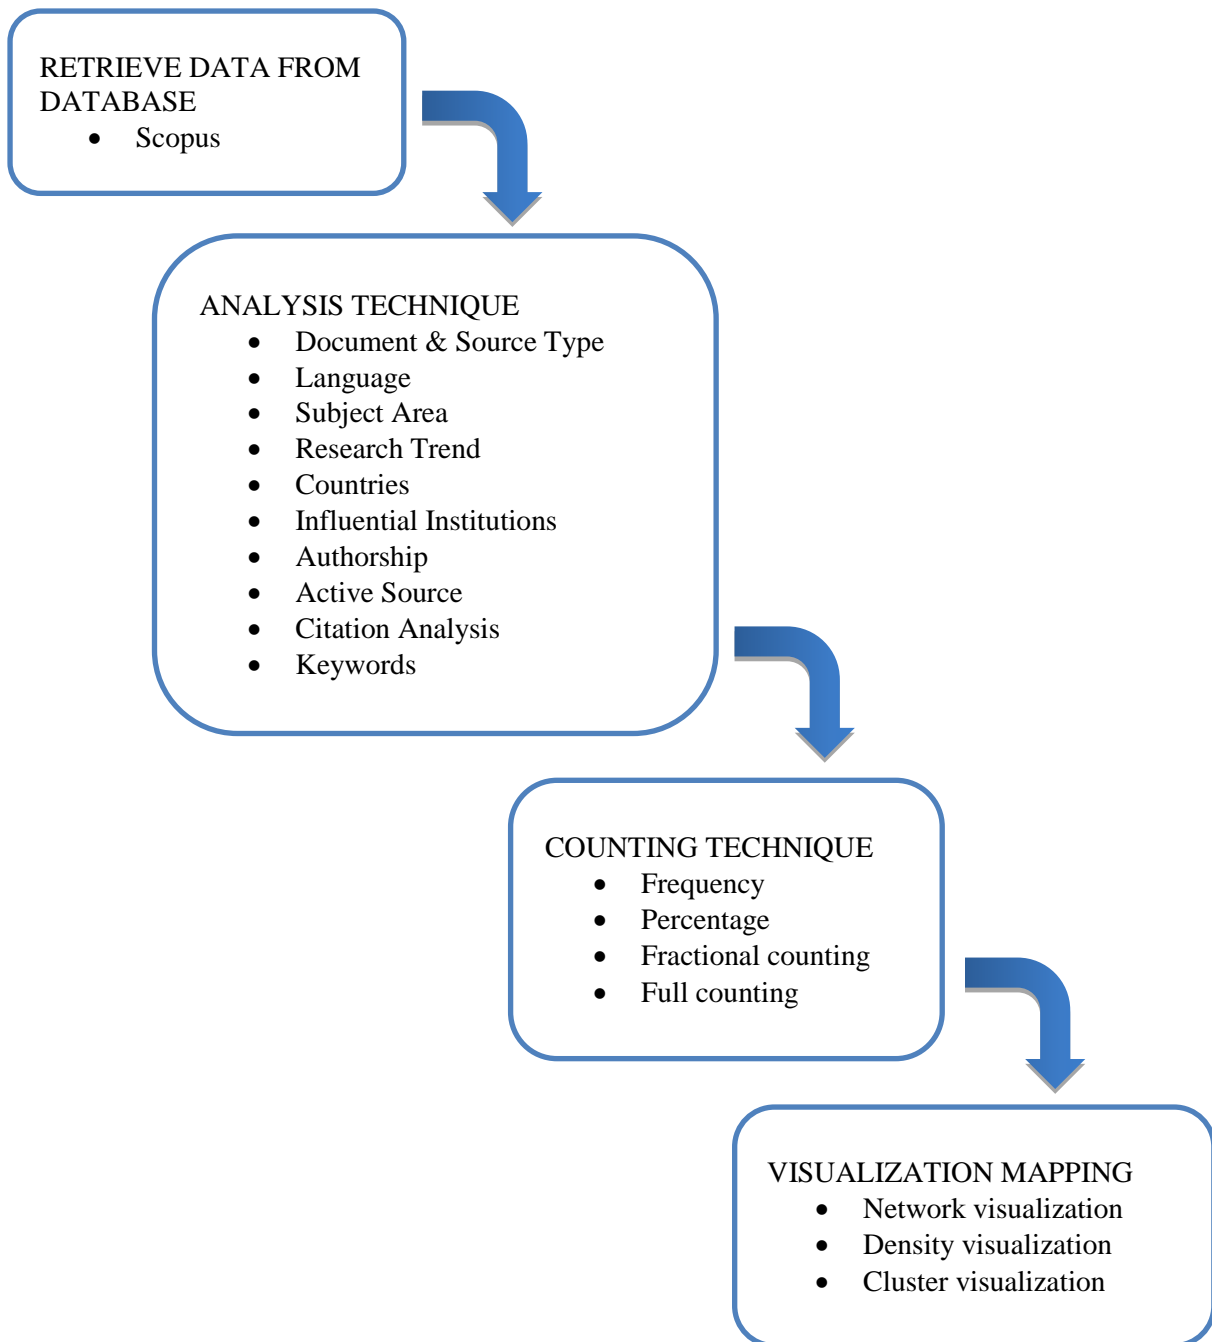 RETRIEVE DATA FROM
DATABASE
• Scopus
ANALYSIS TECHNIQUE
• Document & Source Type
• Language
• Subject Area
• Research Trend
• Countries
• Influential Institutions
• Authorship
• Active Source
• Citation Analysis
• Keywords
COUNTING TECHNIQUE
• Frequency
• Percentage
• Fractional counting
• Full counting
VISUALIZATION MAPPING
• Network visualization
• Density visualization
• Cluster visualization